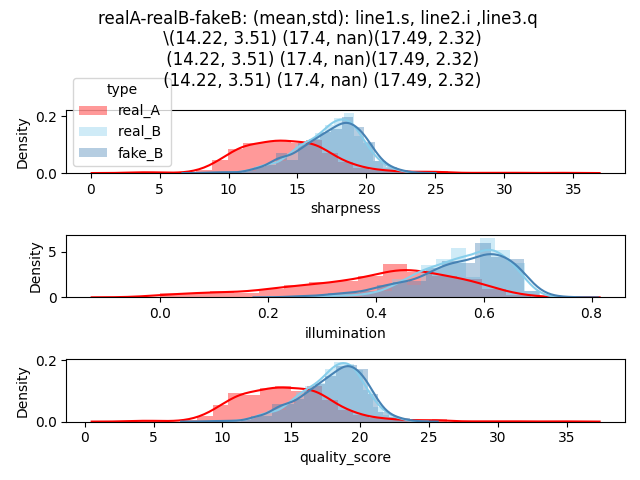 realA-realB-fakeB: (mean,std): line1.s, line2.i ,line3.q
\(14.22, 3.51) (17.4, nan)(17.49, 2.32)
(14.22, 3.51) (17.4, nan)(17.49, 2.32)
(14.22, 3.51) (17.4, nan) (17.49, 2.32)
type
real_A
real_B
fake_B
Density
0.2
0.0
0 5 10 15 20 25 30 35
sharpness
Density
5
0
0.0 0.2 0.4 0.6 0.8
illumination
Density
0.2
0.0
0 5 10 15 20 25 30 35
quality_score